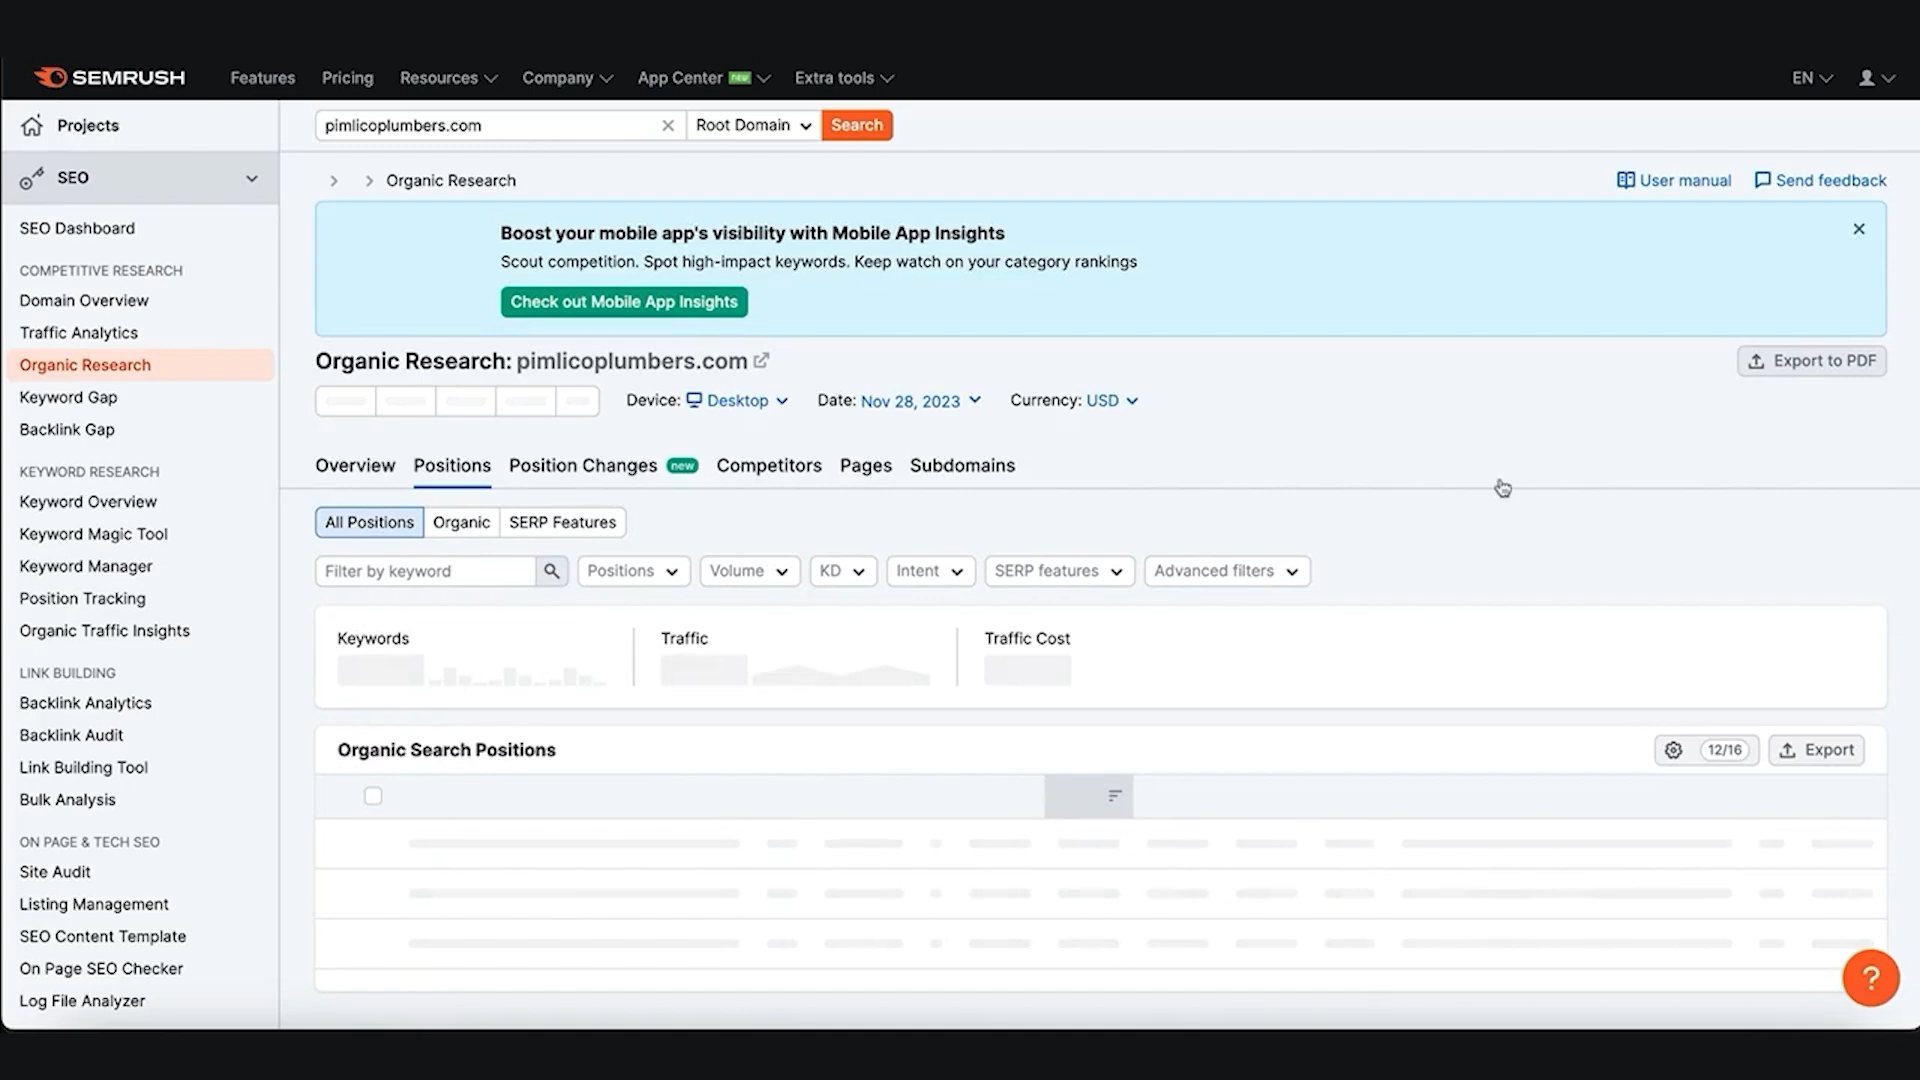 SEMRUSH
Features
Pricing
Resources
Company
App Center new
Extra tools
EN
Projects
pimlicoplumbers.com
Root Domain
Search
SEO
Organic Research
User manual
Send feedback
SEO Dashboard
COMPETITIVE RESEARCH
Domain Overview
Traffic Analytics
Organic Research
Keyword Gap
Backlink Gap
KEYWORD RESEARCH
Keyword Overview
Keyword Magic Tool
Keyword Manager
Position Tracking
Organic Traffic Insights
LINK BUILDING
Backlink Analytics
Backlink Audit
Link Building Tool
Bulk Analysis
ON PAGE & TECH SEO
Site Audit
Listing Management
SEO Content Template
On Page SEO Checker
Log File Analyzer
Boost your mobile app's visibility with Mobile App Insights
Scout competition. Spot high-impact keywords. Keep watch on your category rankings
Check out Mobile App Insights
Organic Research: pimlicoplumbers.com
Export to PDF
Device: Desktop
Date: Nov 28, 2023
Currency: USD
Overview
Positions
Position Changes new
Competitors
Pages
Subdomains
All Positions
Organic
SERP Features
Filter by keyword
Positions
Volume
KD
Intent
SERP features
Advanced filters
Keywords
Traffic
Traffic Cost
Organic Search Positions
12/16
Export
?